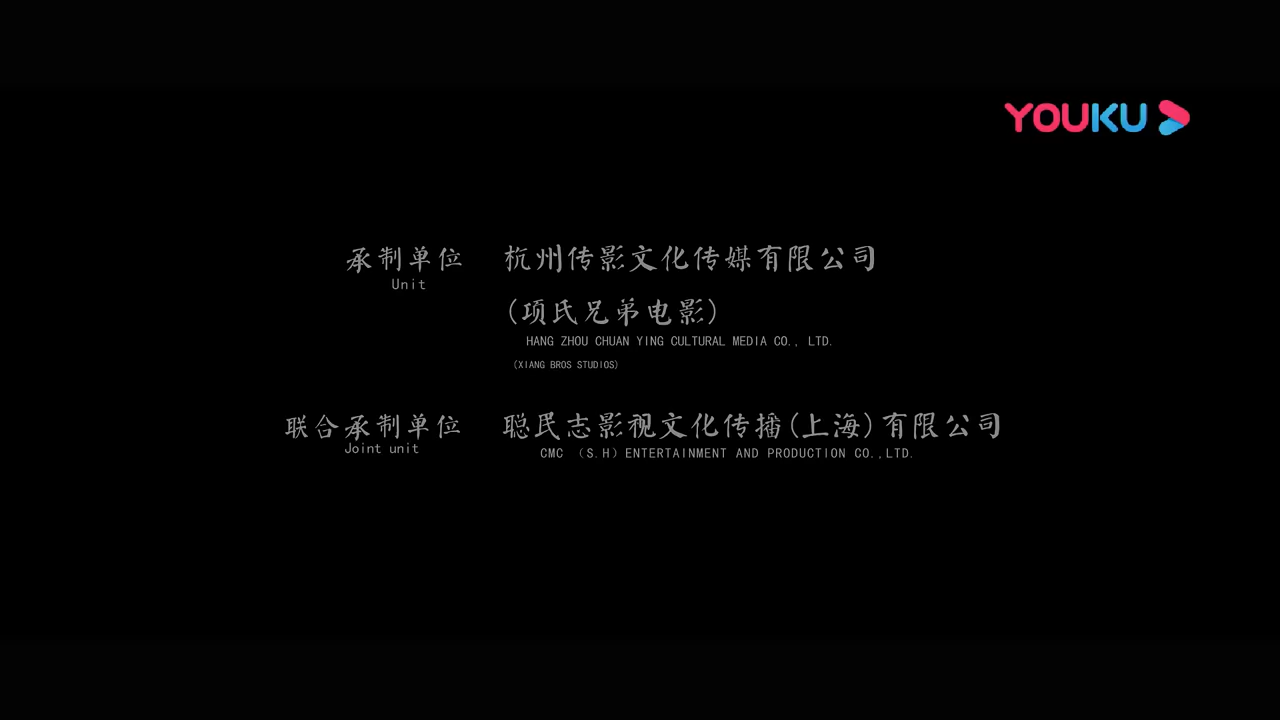 YOUKU
承制单位 杭州传影文化传媒有限公司
Unit
(项氏兄弟电影)
HANG ZHOU CHUAN YING CULTURAL MEDIA CO., LTD.
(XIANG BROS STUDIOS)
联合承制单位 聪民志影视文化传播(上海)有限公司
Joint unit
CMC (S.H) ENTERTAINMENT AND PRODUCTION CO.,LTD.